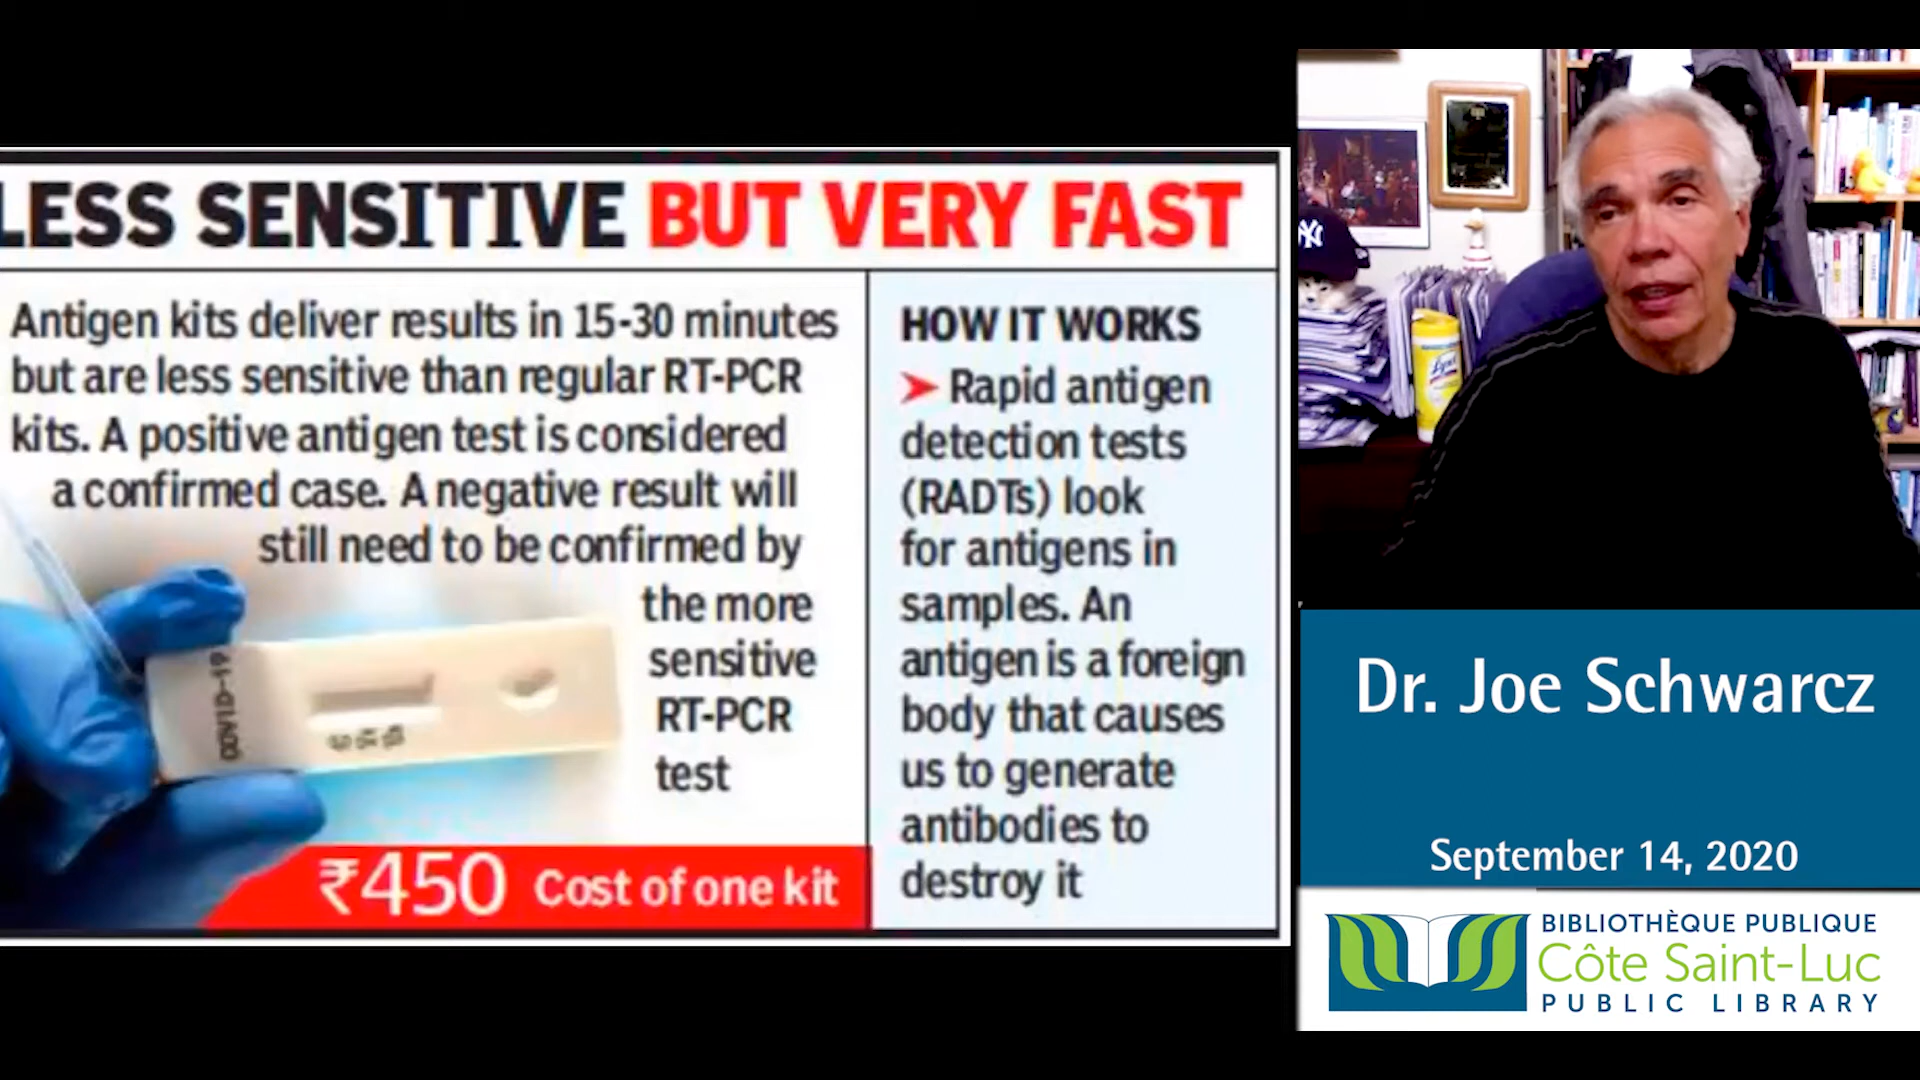 LESS SENSITIVE BUT VERY FAST
Antigen kits deliver results in 15-30 minutes
but are less sensitive than regular RT-PCR
kits. A positive antigen test is considered
a confirmed case. A negative result will
still need to be confirmed by
the more
sensitive
RT-PCR
test
COVID-19
₹450 Cost of one kit
HOW IT WORKS
➤ Rapid antigen
detection tests
(RADTs) look
for antigens in
samples. An
antigen is a foreign
body that causes
us to generate
antibodies to
destroy it
NY
Lysol
Dr. Joe Schwarcz
September 14, 2020
BIBLIOTHÈQUE PUBLIQUE
Côte Saint-Luc
PUBLIC LIBRARY